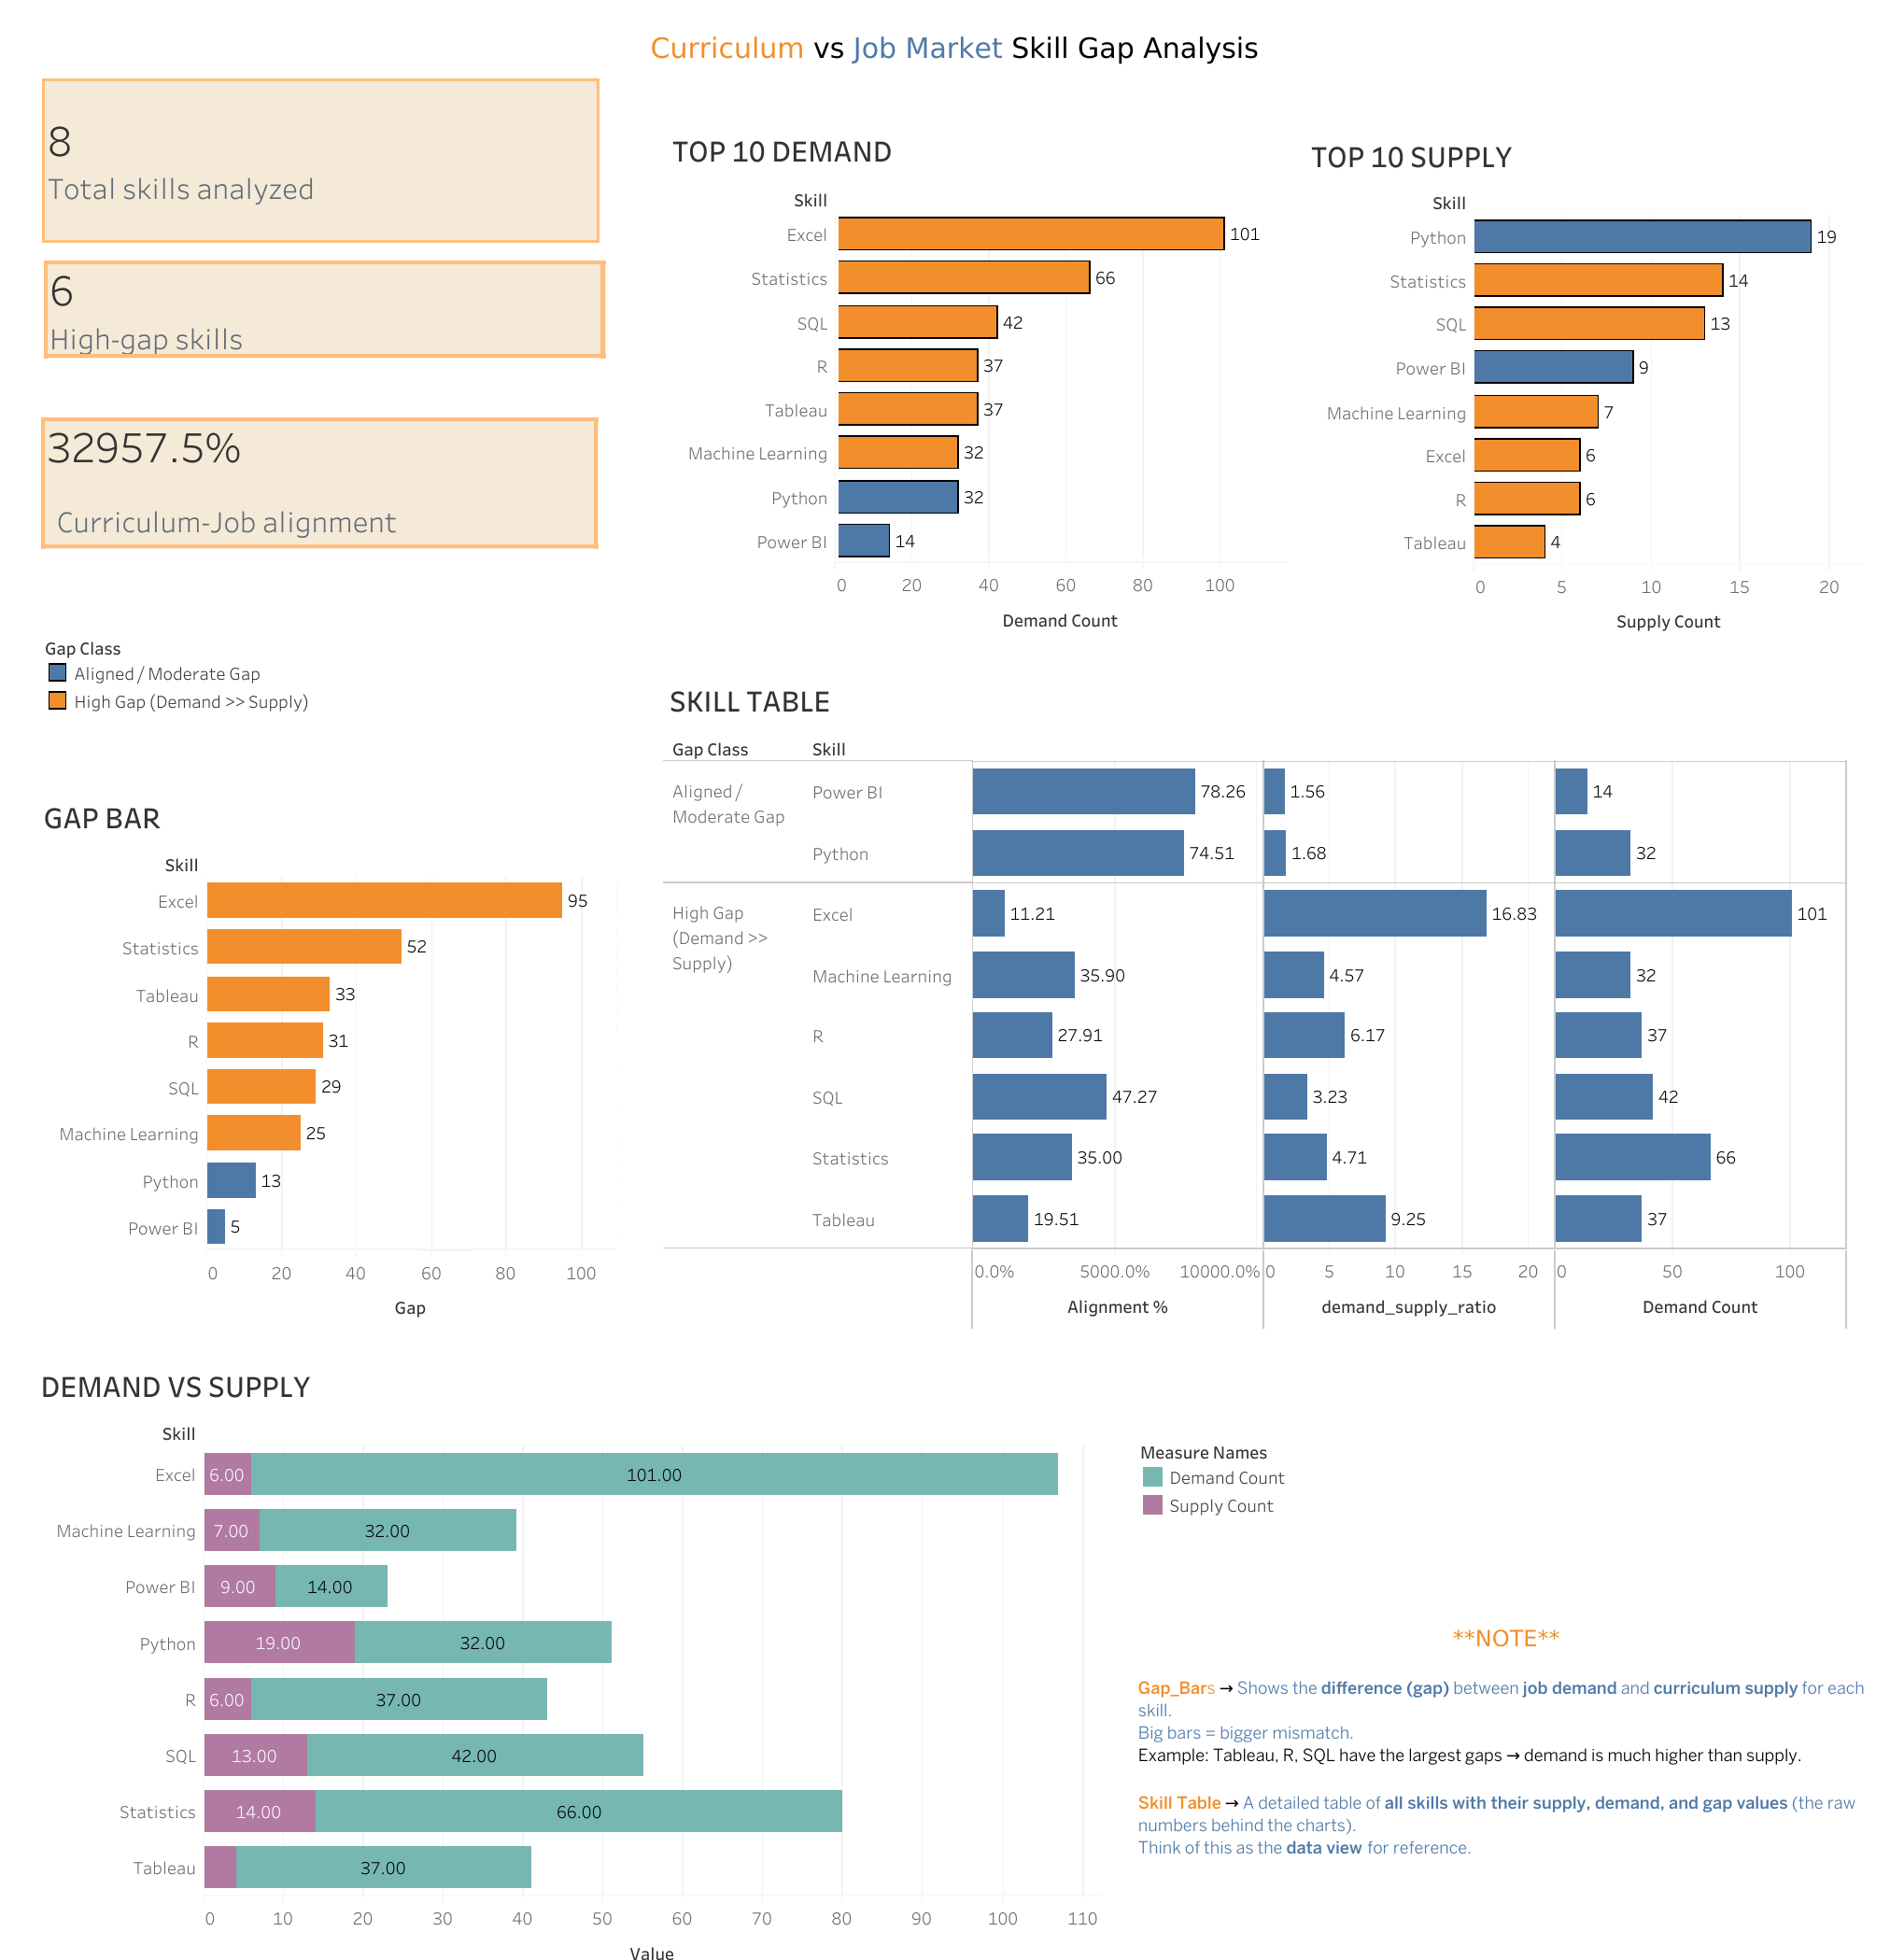 Curriculum vs Job Market Skill Gap Analysis
8
Total skills analyzed
6
High-gap skills
32957.5%
Curriculum-Job alignment
Gap Class
Aligned / Moderate Gap
High Gap (Demand >> Supply)
TOP 10 DEMAND
Skill
Excel 101
Statistics 66
SQL 42
R 37
Tableau 37
Machine Learning 32
Python 32
Power BI 14
0 20 40 60 80 100
Demand Count
TOP 10 SUPPLY
Skill
Python 19
Statistics 14
SQL 13
Power BI 9
Machine Learning 7
Excel 6
R 6
Tableau 4
0 5 10 15 20
Supply Count
GAP BAR
Skill
Excel 95
Statistics 52
Tableau 33
R 31
SQL 29
Machine Learning 25
Python 13
Power BI 5
0 20 40 60 80 100
Gap
SKILL TABLE
Gap Class Skill
Aligned / Moderate Gap
Power BI 78.26 1.56 14
Python 74.51 1.68 32
High Gap (Demand >> Supply)
Excel 11.21 16.83 101
Machine Learning 35.90 4.57 32
R 27.91 6.17 37
SQL 47.27 3.23 42
Statistics 35.00 4.71 66
Tableau 19.51 9.25 37
0.0% 5000.0% 10000.0% 0 5 10 15 20 0 50 100
Alignment % demand_supply_ratio Demand Count
DEMAND VS SUPPLY
Skill
Excel 6.00 101.00
Machine Learning 7.00 32.00
Power BI 9.00 14.00
Python 19.00 32.00
R 6.00 37.00
SQL 13.00 42.00
Statistics 14.00 66.00
Tableau 37.00
0 10 20 30 40 50 60 70 80 90 100 110
Value
Measure Names
Demand Count
Supply Count
**NOTE**
Gap_Bars → Shows the difference (gap) between job demand and curriculum supply for each
skill.
Big bars = bigger mismatch.
Example: Tableau, R, SQL have the largest gaps → demand is much higher than supply.
Skill Table → A detailed table of all skills with their supply, demand, and gap values (the raw
numbers behind the charts).
Think of this as the data view for reference.